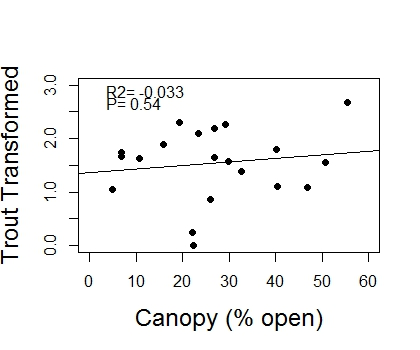 R2= -0.033
P= 0.54
Trout Transformed
3.0
2.0
1.0
0.0
0 10 20 30 40 50 60
Canopy (% open)